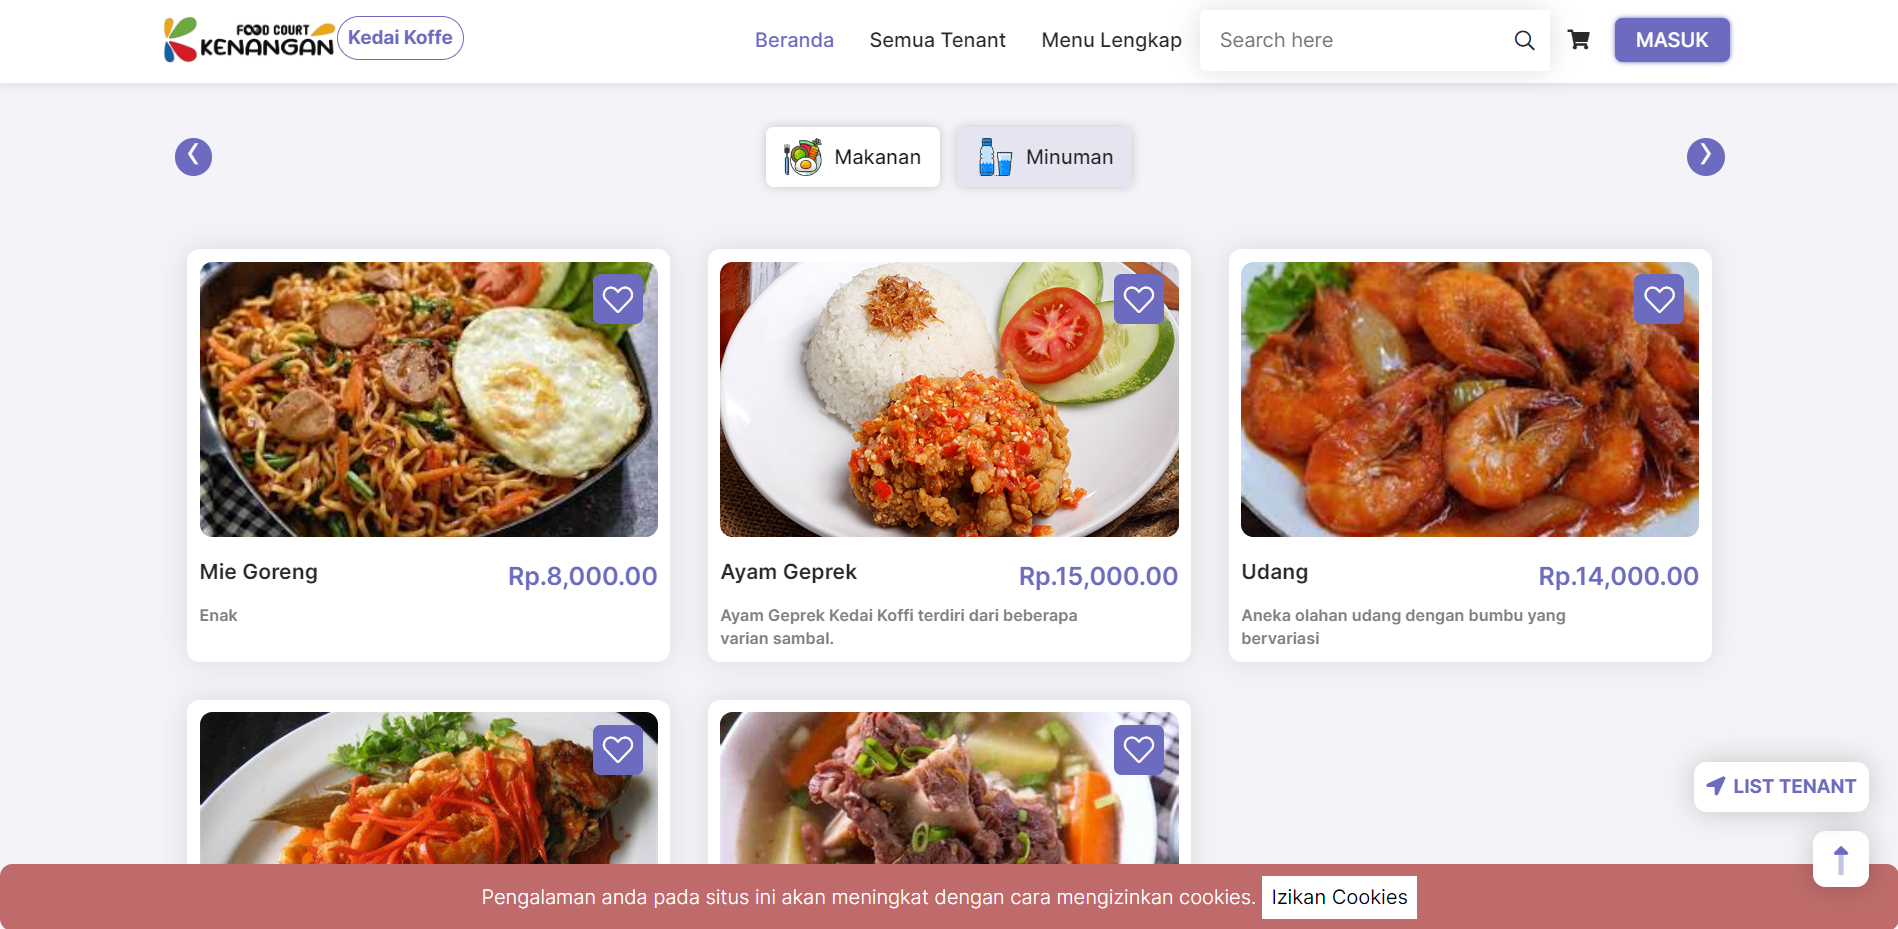 FOOD COURT
KENANGAN
Kedai Koffe
Beranda
Semua Tenant
Menu Lengkap
Search here
MASUK
Makanan
Minuman
Mie Goreng
Rp.8,000.00
Enak
Ayam Geprek
Rp.15,000.00
Ayam Geprek Kedai Koffi terdiri dari beberapa
varian sambal.
Udang
Rp.14,000.00
Aneka olahan udang dengan bumbu yang
bervariasi
LIST TENANT
Pengalaman anda pada situs ini akan meningkat dengan cara mengizinkan cookies.
Izikan Cookies